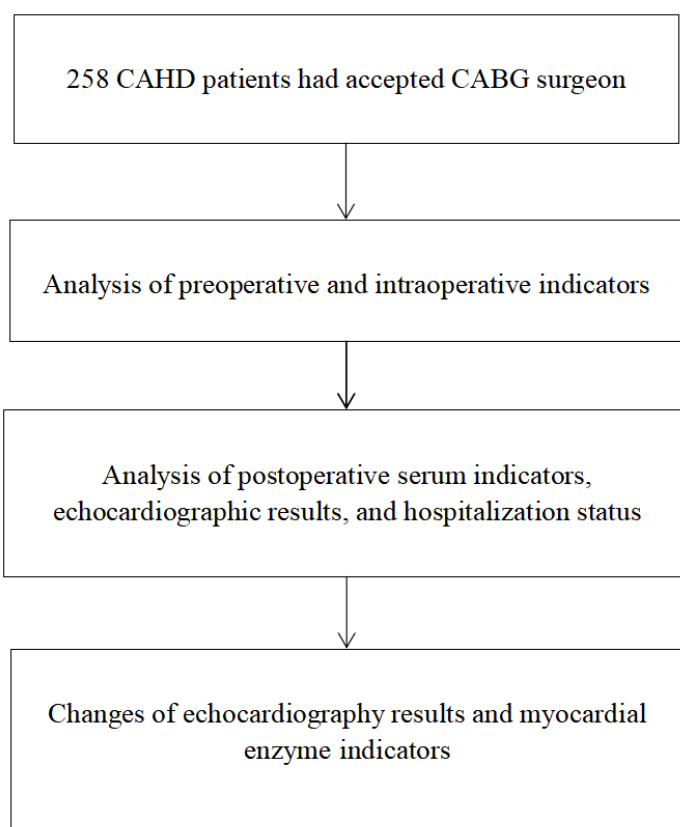 258 CAHD patients had accepted CABG surgeon
Analysis of preoperative and intraoperative indicators
Analysis of postoperative serum indicators,
echocardiographic results, and hospitalization status
Changes of echocardiography results and myocardial
enzyme indicators